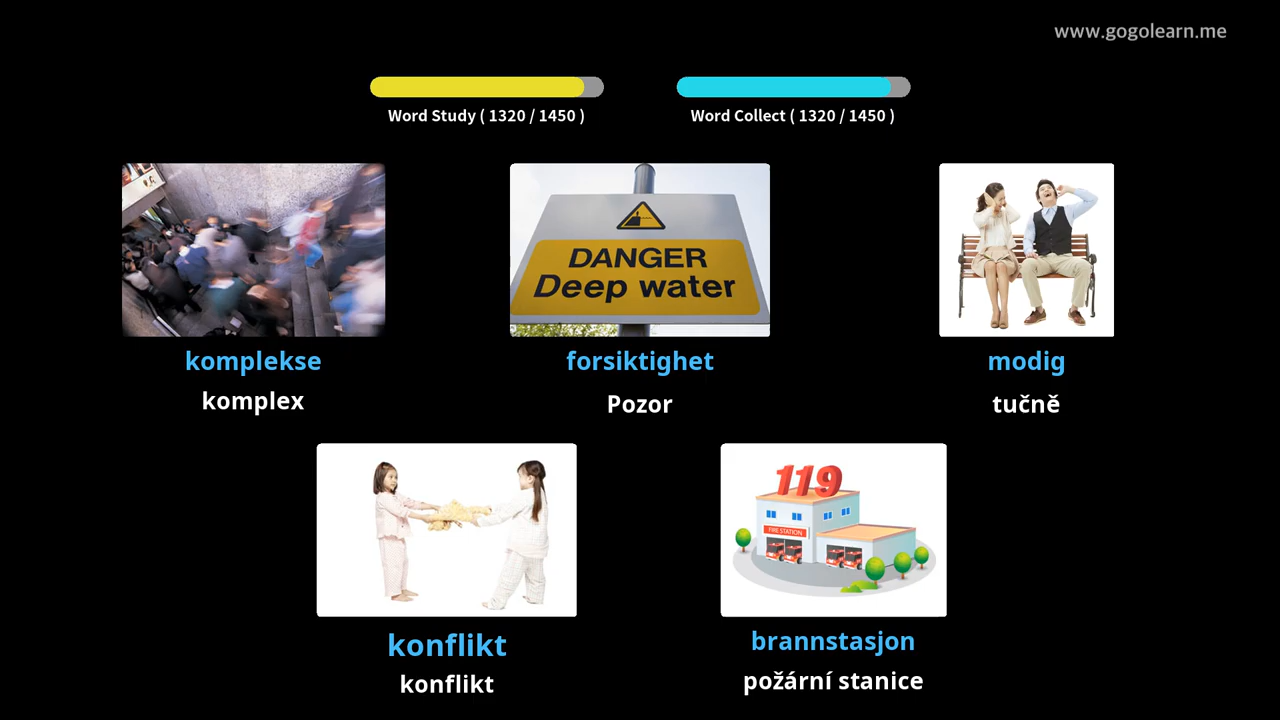 www.gogolearn.me
Word Study ( 1320 / 1450 )
Word Collect ( 1320 / 1450 )
DANGER
Deep water
komplekse
komplex
forsiktighet
Pozor
modig
tučně
119
FIRE STATION
konflikt
konflikt
brannstasjon
požární stanice